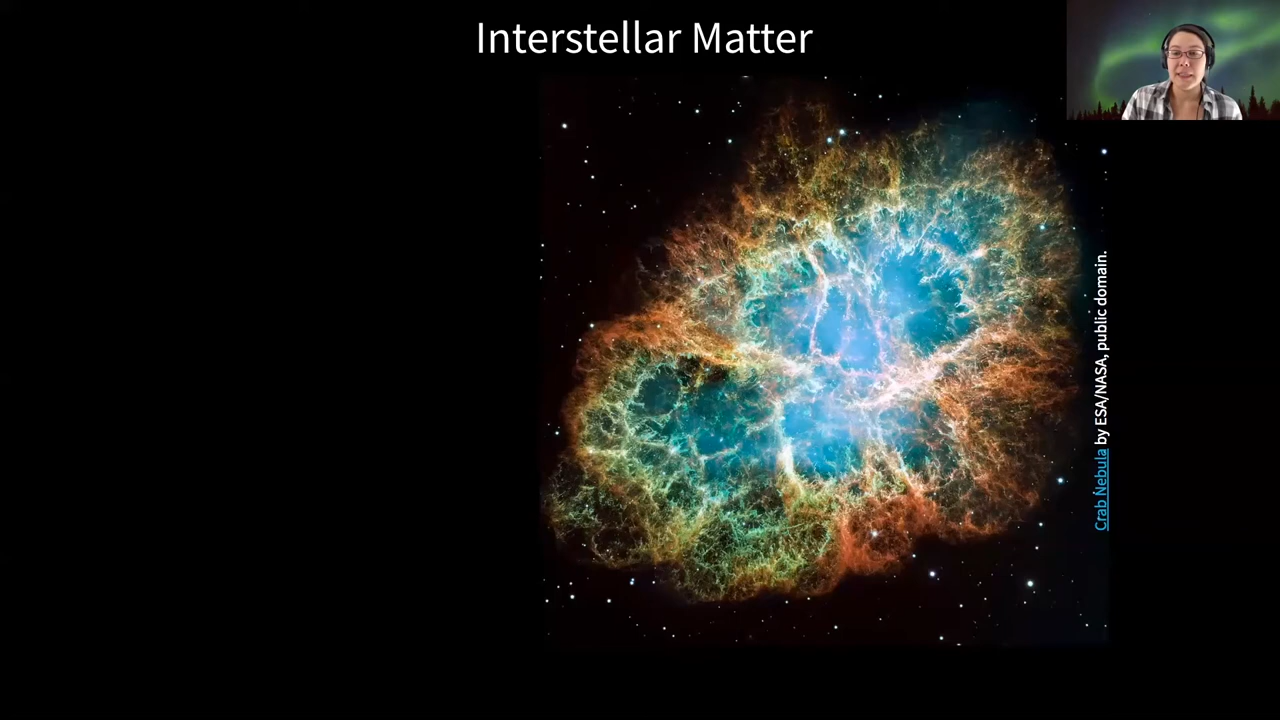 Interstellar Matter
Crab Nebula by ESA/NASA, public domain.